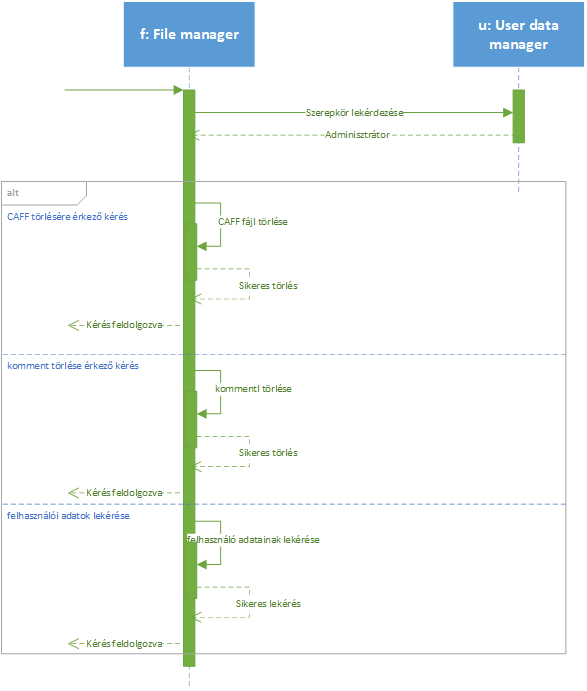 f: File manager
u: User data
manager
Szerepkör lekérdezése
Adminisztrátor
alt
CAFF törlésére érkező kérés
CAFF fájl törlése
Sikeres törlés
Kérés feldolgozva
komment törlése érkező kérés
kommentl törlése
Sikeres törlés
Kérés feldolgozva
felhasználói adatok lekérése
felhasználó adatainak lekérése
Sikeres lekérés
Kérés feldolgozva